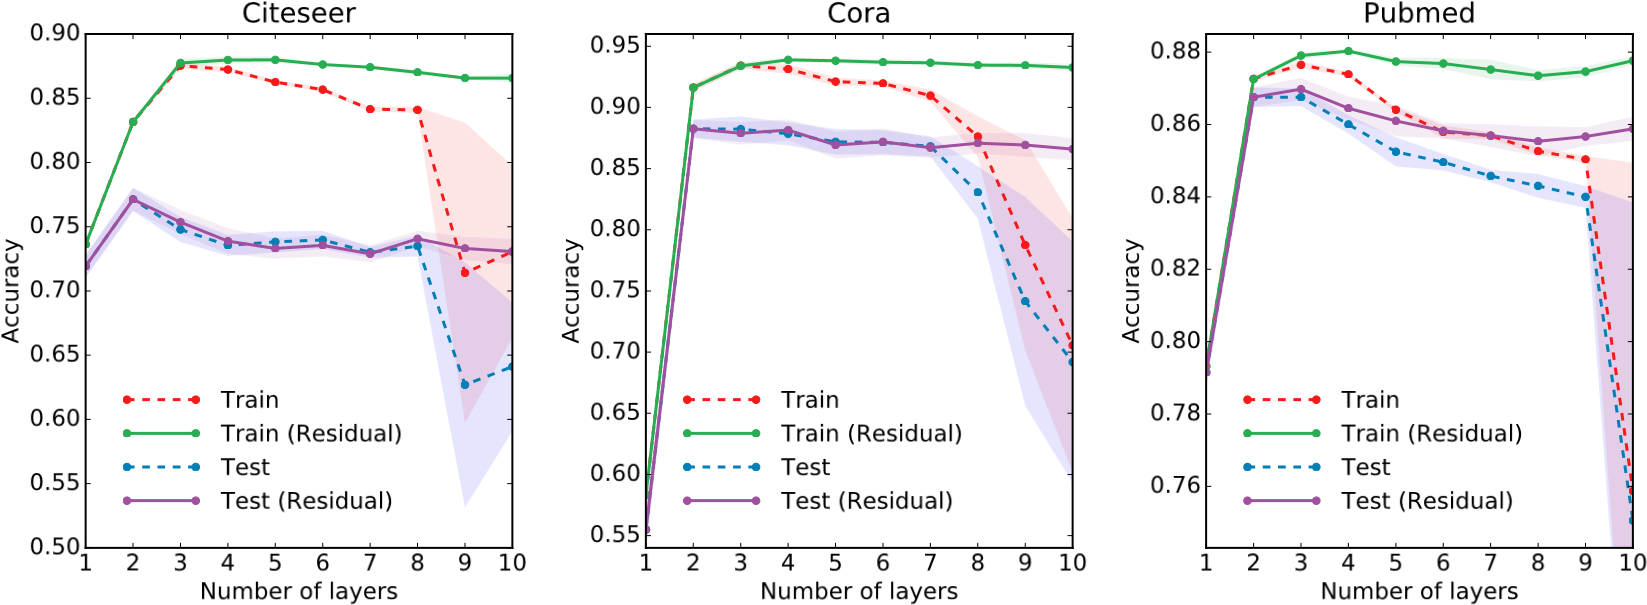 Citeseer
0.90
0.85
0.80
0.75
0.70
0.65
0.60
0.55
0.50
Accuracy
Train
Train (Residual)
Test
Test (Residual)
1 2 3 4 5 6 7 8 9 10
Number of layers
Cora
0.95
0.90
0.85
0.80
0.75
0.70
0.65
0.60
0.55
Accuracy
Train
Train (Residual)
Test
Test (Residual)
1 2 3 4 5 6 7 8 9 10
Number of layers
Pubmed
0.88
0.86
0.84
0.82
0.80
0.78
0.76
Accuracy
Train
Train (Residual)
Test
Test (Residual)
1 2 3 4 5 6 7 8 9 10
Number of layers